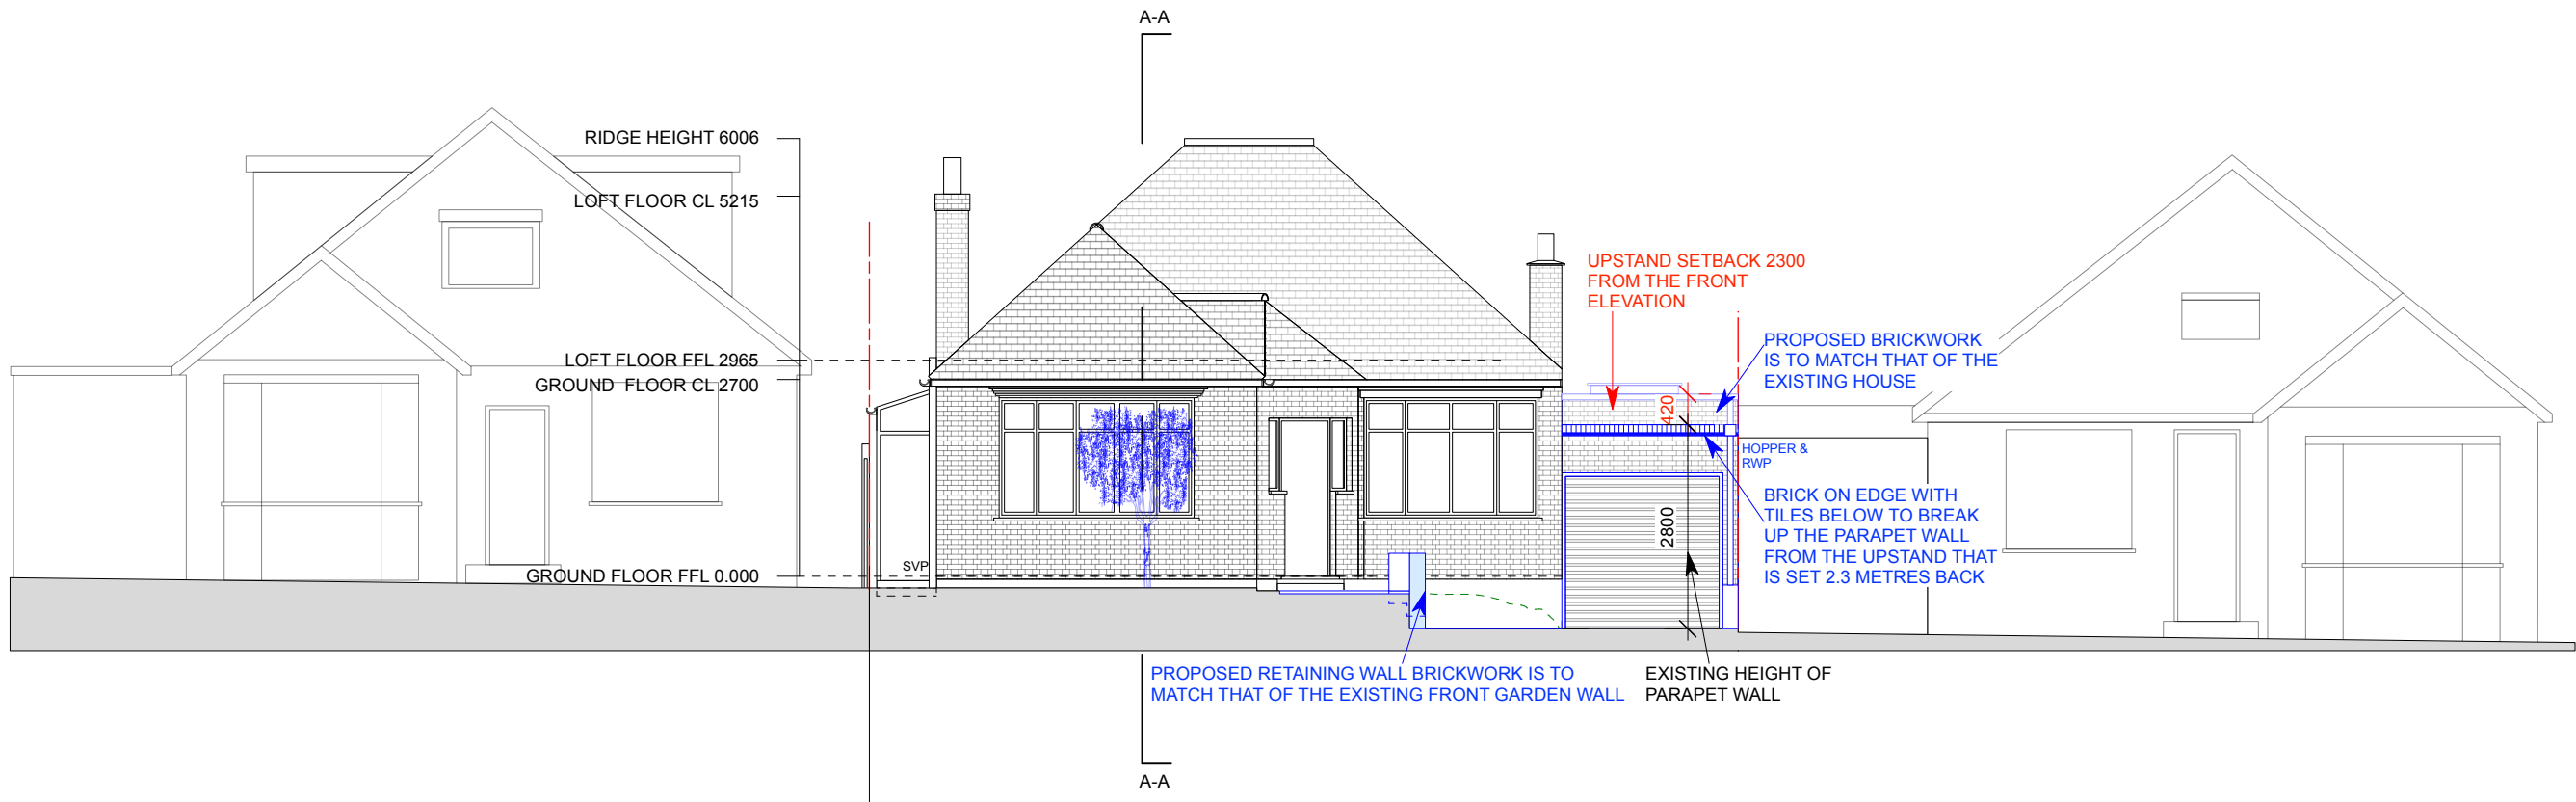 A-A
RIDGE HEIGHT 6006
LOFT FLOOR CL 5215
LOFT FLOOR FFL 2965
GROUND FLOOR CL 2700
GROUND FLOOR FFL 0.000
SVP
UPSTAND SETBACK 2300
FROM THE FRONT
ELEVATION
PROPOSED BRICKWORK
IS TO MATCH THAT OF THE
EXISTING HOUSE
420
HOPPER &
RWP
2800
BRICK ON EDGE WITH
TILES BELOW TO BREAK
UP THE PARAPET WALL
FROM THE UPSTAND THAT
IS SET 2.3 METRES BACK
PROPOSED RETAINING WALL BRICKWORK IS TO
MATCH THAT OF THE EXISTING FRONT GARDEN WALL
EXISTING HEIGHT OF
PARAPET WALL
A-A